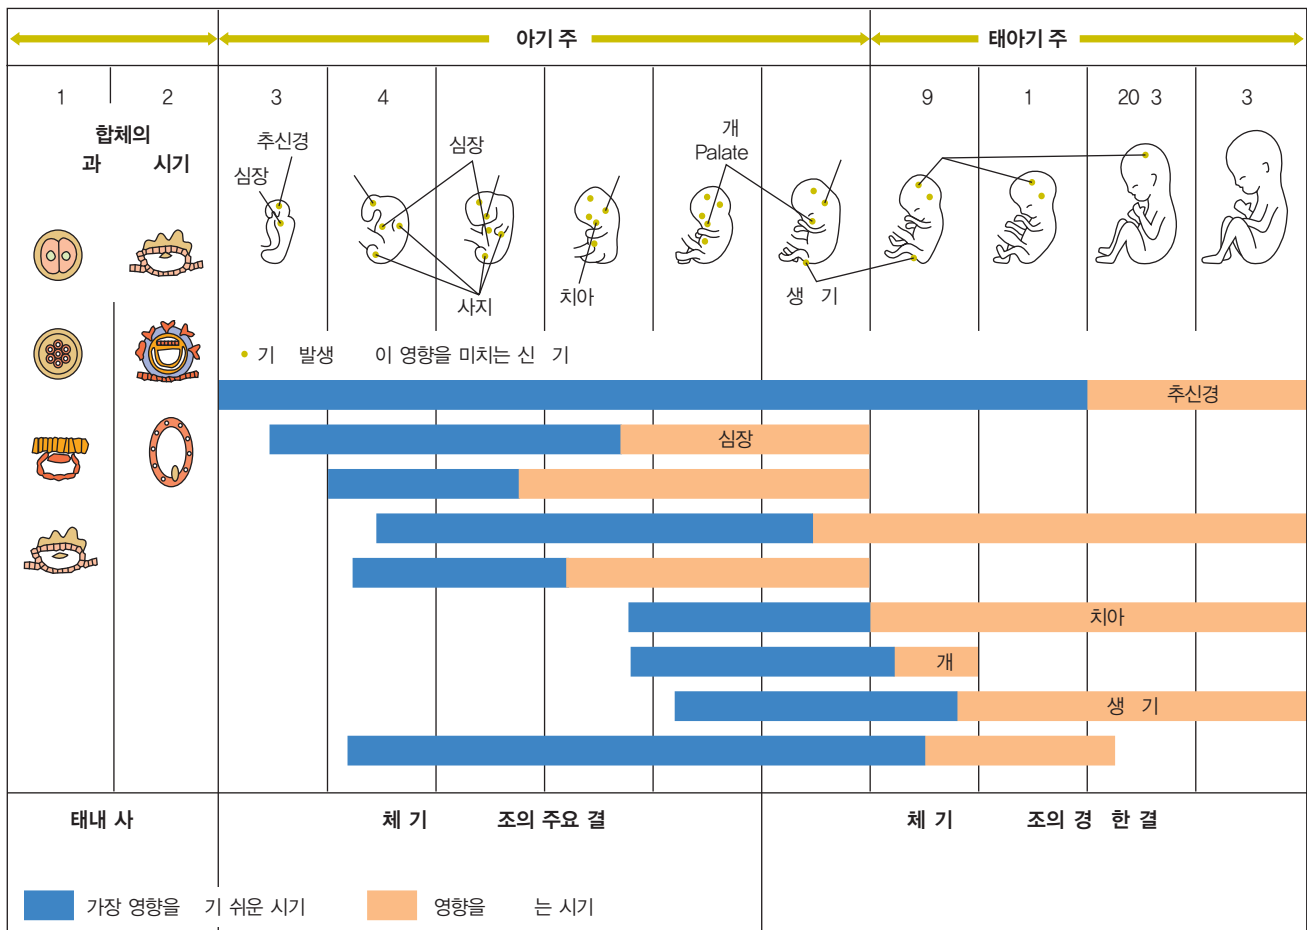 아기 주 태아기 주
1 2 3 4 9 1 20 3 3
합체의
과 시기
추신경
심장
심장
개
Palate
사지
치아
생 기
기 발생 이 영향을 미치는 신 기
추신경
심장
치아
개
생 기
태내 사 체 기 조의 주요 결 체 기 조의 경 한 결
가장 영향을 기 쉬운 시기 영향을 는 시기